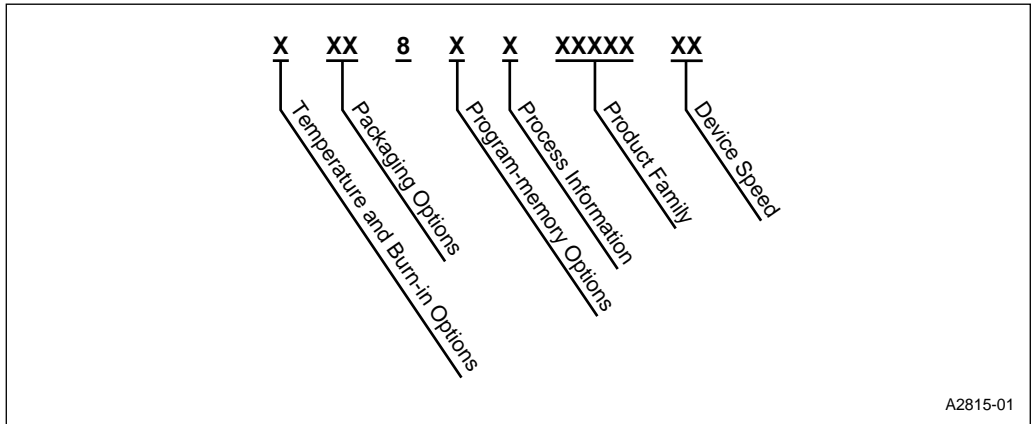 X XX 8 X X XXXXX XX
Temperature and Burn-in Options
Packaging Options
Program-memory Options
Process Information
Product Family
Device Speed
A2815-01